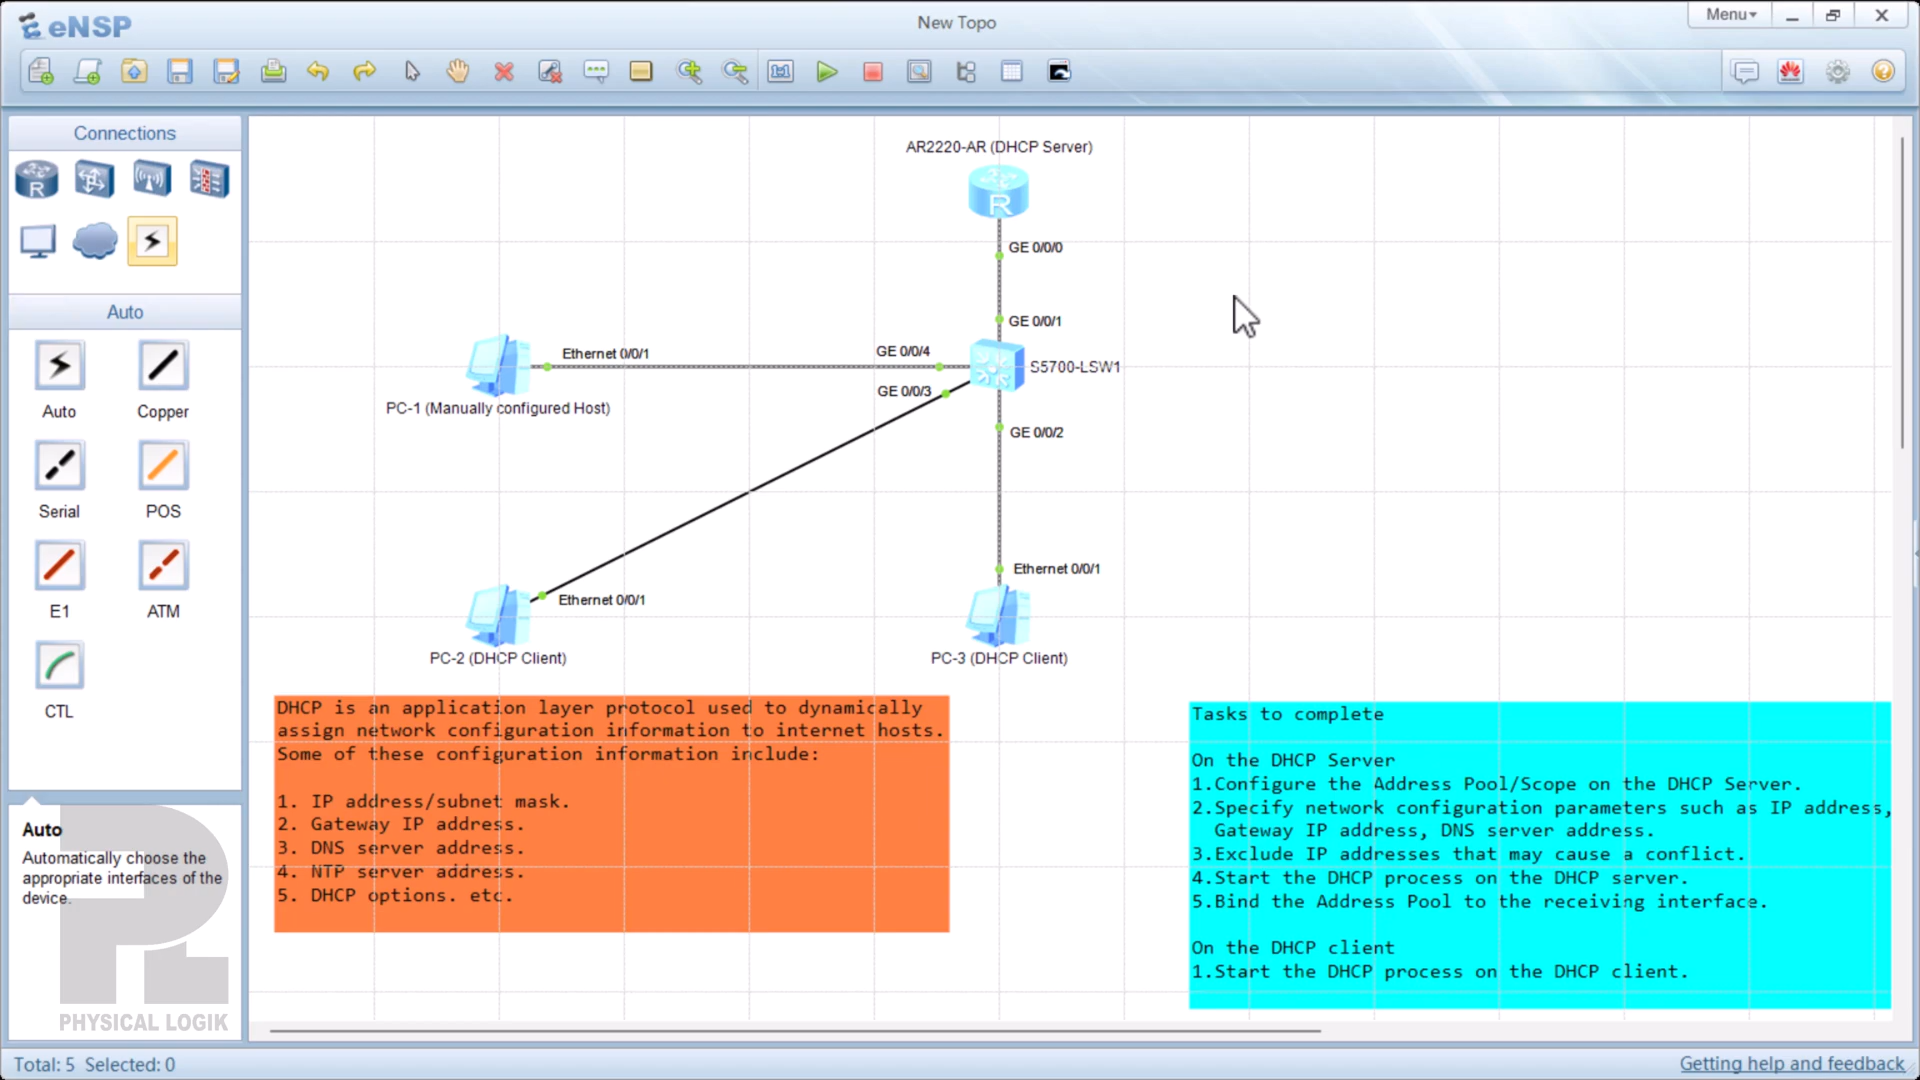 eNSP
New Topo
Menu
Connections
R
Auto
Auto
Copper
Serial
POS
E1
ATM
CTL
Auto
Automatically choose the
appropriate interfaces of the
device.
PHYSICAL LOGIK
AR2220-AR (DHCP Server)
R
GE 0/0/0
GE 0/0/1
Ethernet 0/0/1
GE 0/0/4
S5700-LSW1
GE 0/0/3
PC-1 (Manually configured Host)
GE 0/0/2
Ethernet 0/0/1
Ethernet 0/0/1
PC-2 (DHCP Client)
PC-3 (DHCP Client)
DHCP is an application layer protocol used to dynamically
assign network configuration information to internet hosts.
Some of these configuration information include:
1. IP address/subnet mask.
2. Gateway IP address.
3. DNS server address.
4. NTP server address.
5. DHCP options. etc.
Tasks to complete
On the DHCP Server
1.Configure the Address Pool/Scope on the DHCP Server.
2.Specify network configuration parameters such as IP address,
Gateway IP address, DNS server address.
3.Exclude IP addresses that may cause a conflict.
4.Start the DHCP process on the DHCP server.
5.Bind the Address Pool to the receiving interface.
On the DHCP client
1.Start the DHCP process on the DHCP client.
Total: 5 Selected: 0
Getting help and feedback